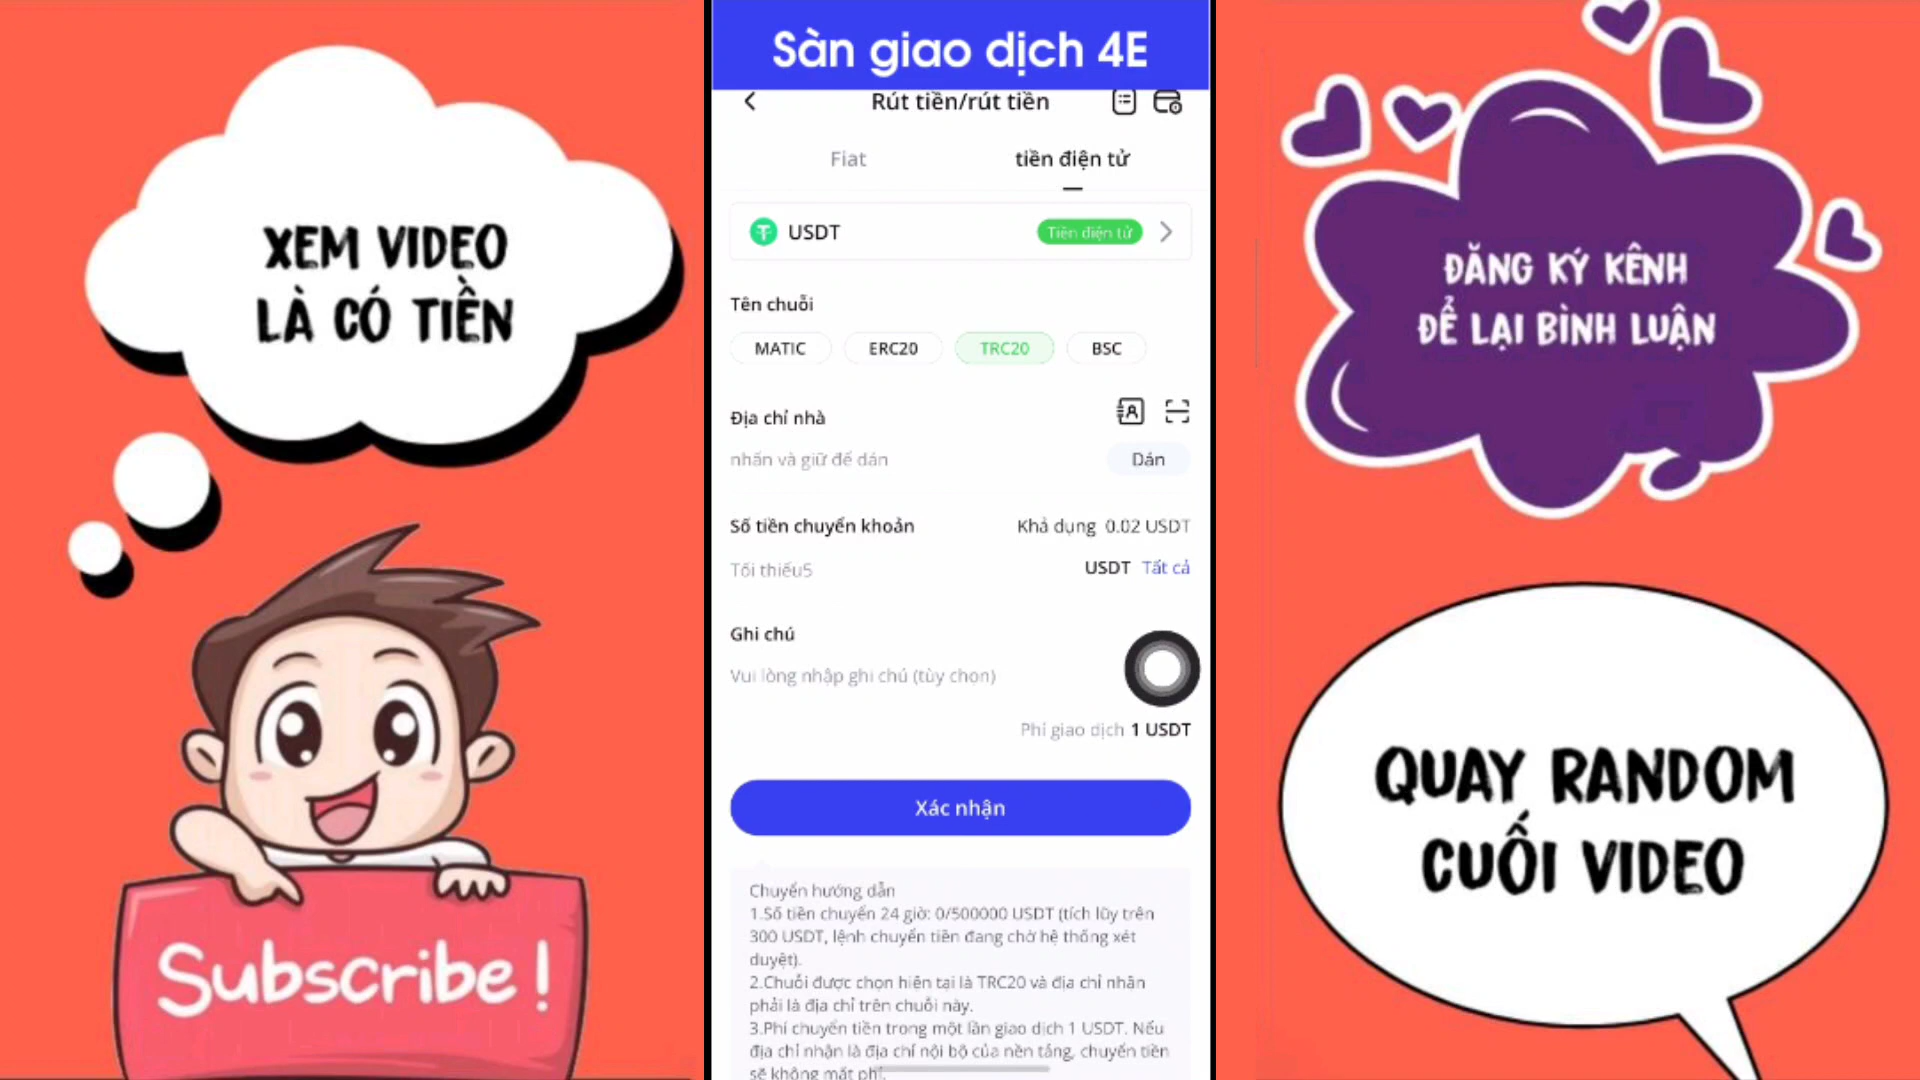 XEM VIDEO
LÀ CÓ TIỀN
Subscribe !
Sàn giao dịch 4E
Rút tiền/rút tiền
Fiat
tiền điện tử
USDT
Tiền điện tử
Tên chuỗi
MATIC
ERC20
TRC20
BSC
Địa chỉ nhà
nhấn và giữ để dán
Dán
Số tiền chuyển khoản
Khả dụng 0.02 USDT
Tối thiểu5
USDT Tất cả
Ghi chú
Vui lòng nhập ghi chú (tùy chọn)
Phí giao dịch 1 USDT
Xác nhận
Chuyển hướng dẫn
1.Số tiền chuyển 24 giờ: 0/500000 USDT (tích lũy trên
300 USDT, lệnh chuyển tiền đang chờ hệ thống xét
duyệt).
2.Chuỗi được chọn hiện tại là TRC20 và địa chỉ nhận
phải là địa chỉ trên chuỗi này.
3.Phí chuyển tiền trong một lần giao dịch 1 USDT. Nếu
địa chỉ nhận là địa chỉ nội bộ của nền tảng, chuyển tiền
sẽ không mất phí.
ĐĂNG KÝ KÊNH
ĐỂ LẠI BÌNH LUẬN
QUAY RANDOM
CUỐI VIDEO